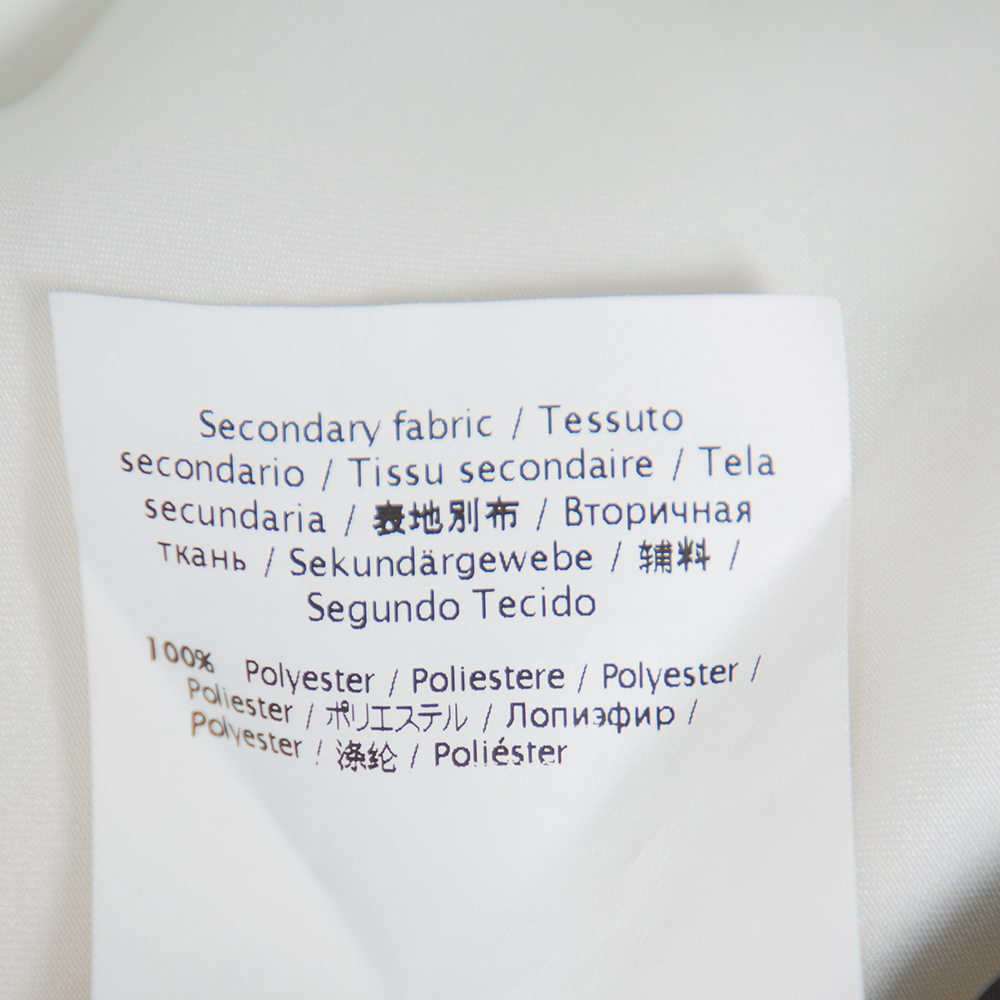 Secondary fabric / Tessuto
secondario / Tissu secondaire / Tela
secundaria / 表地別布 / Вторичная
ткань / Sekundärgewebe / 辅料 /
Segundo Tecido
100% Polyester / Poliestere / Polyester /
Poliester / ポリエステル / Лопиэфир /
Polyester / 涤纶 / Poliéster